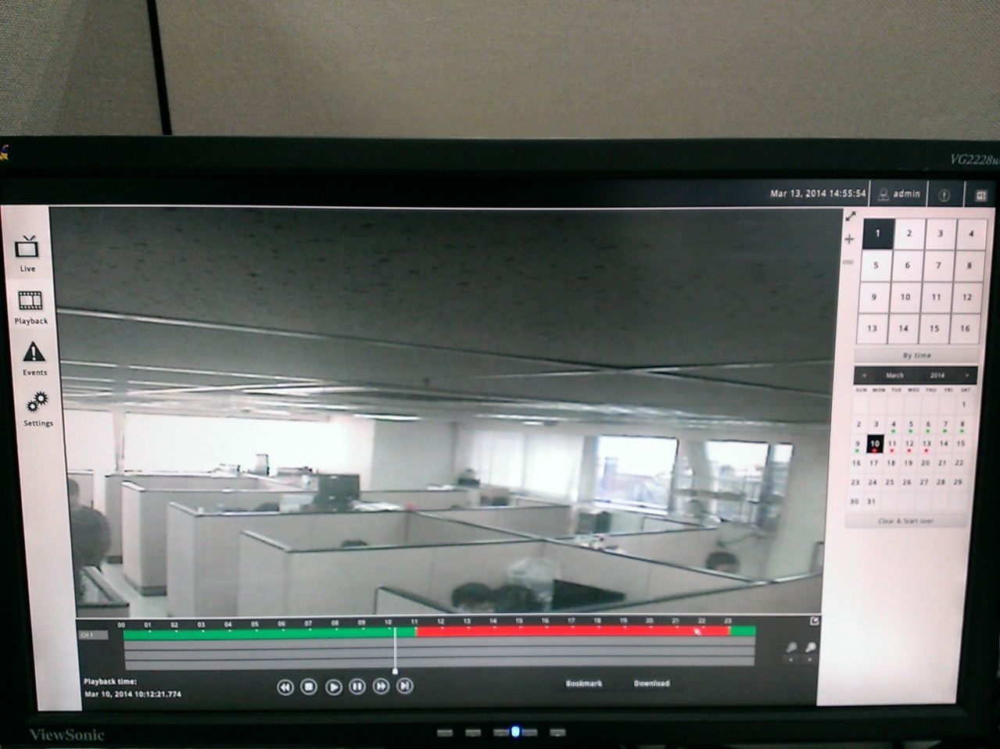 VG2228w
Mar 13, 2014 14:55:54 admin
Live
Playback
Events
Settings
1 2 3 4
5 6 7 8
9 10 11 12
13 14 15 16
By time
March 2014
SUN MON TUE WED THU FRI SAT
1
2 3 4 5 6 7 8
9 10 11 12 13 14 15
16 17 18 19 20 21 22
23 24 25 26 27 28 29
30 31
Clear & Start over
00 01 02 03 04 05 06 07 08 09 10 11 12 13 14 15 16 17 18 19 20 21 22 23
CH 1
Playback time:
Mar 10, 2014 10:12:21.774
Bookmark Download
ViewSonic